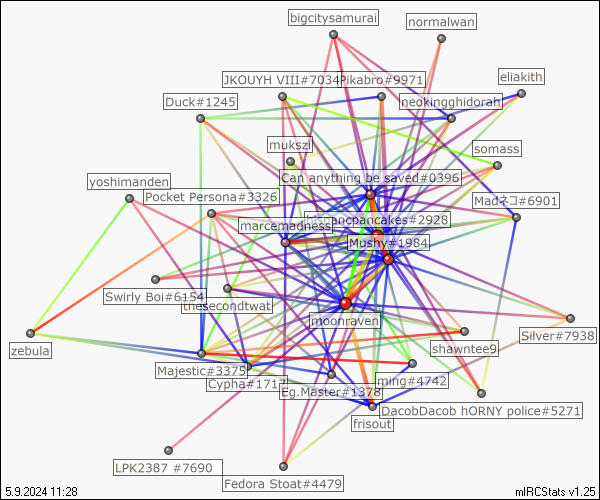 bigcitysamurai
normalwan
JKOUYH VIII#7034
Pikabro#9971
eliakith
Duck#1245
neokingghidorah
mukszi
somass
Can anything be saved#0396
yoshimanden
Pocket Persona#3326
Madネコ#6901
marcemadness
pancakes#2928
Mushy#1984
Swirly Boi#6154
thesecondtwat
moonraven
Silver#7938
zebula
shawntee9
Majestic#3375
Cypha#1717
Eg.Master#1378
ming#4742
DacobDacob hORNY police#5271
frisout
LPK2387 #7690
Fedora Stoat#4479
5.9.2024 11:28
mIRCStats v1.25